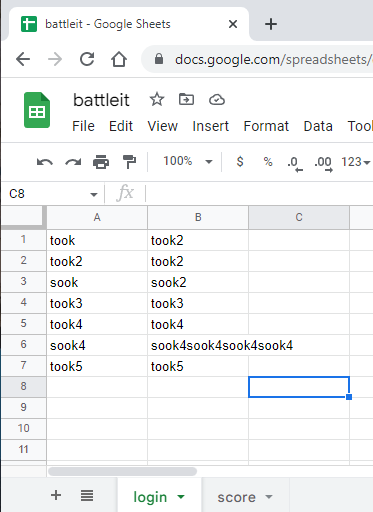 battleit - Google Sheets
docs.google.com/spreadsheets/
battleit
File Edit View Insert Format Data Tool
100% $ % .0 .00 123
C8 fx
A B C
1 took took2
2 took2 took2
3 sook sook2
4 took3 took3
5 took4 took4
6 sook4 sook4sook4sook4sook4
7 took5 took5
8
9
10
11
login score